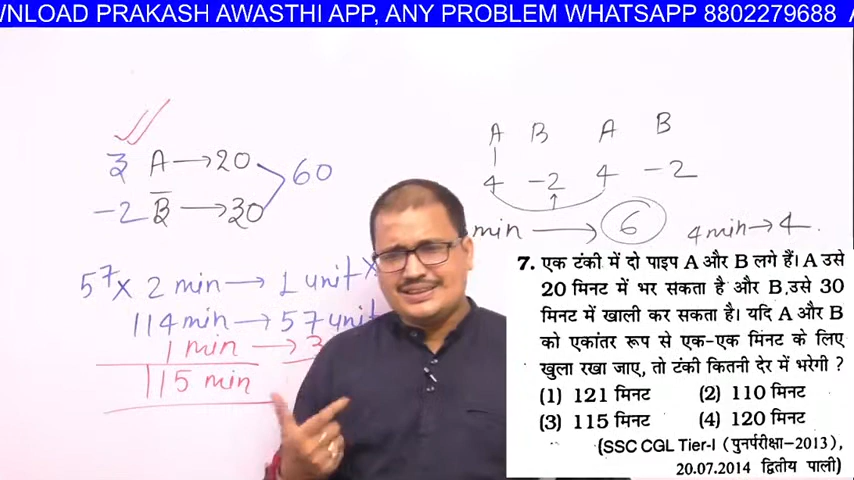 WNLOAD PRAKASH AWASTHI APP, ANY PROBLEM WHATSAPP 8802279688
3 A → 20
60
-2 B → 30
57 x 2 min → 1 unit x
114 min → 57 unit
1 min → 3
115 min
A B A B
4 -2 4 -2
min → 6 4 min → 4
7. एक टंकी में दो पाइप A और B लगे हैं। A उसे
20 मिनट में भर सकता है और B उसे 30
मिनट में खाली कर सकता है। यदि A और B
को एकांतर रूप से एक-एक मिनट के लिए
खुला रखा जाए, तो टंकी कितनी देर में भरेगी ?
(1) 121 मिनट (2) 110 मिनट
(3) 115 मिनट (4) 120 मिनट
(SSC CGL Tier-I (पुनर्परीक्षा-2013),
20.07.2014 द्वितीय पाली)